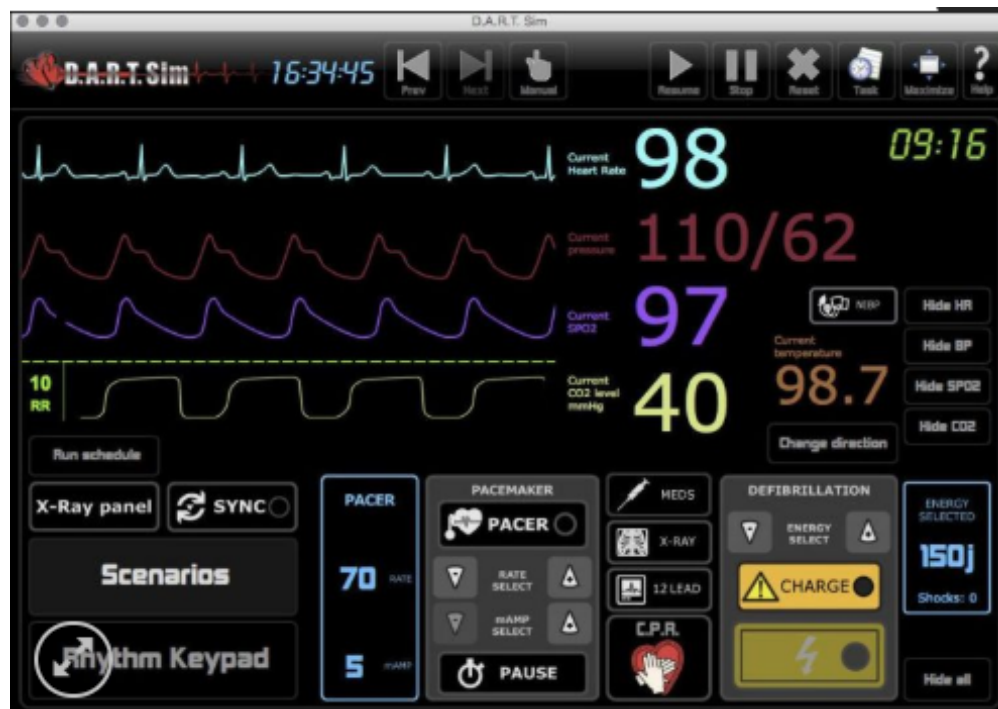 D.A.R.T. Sim
D.A.R.T. Sim
16:34:45
Prev
Next
Manual
Resume
Stop
Reset
Task
Maximize
?
Help
Current
Heart Rate
98
09:16
Current
pressure
110/62
Current
SPO2
97
NIBP
Hide HR
Hide BP
Current
temperature
98.7
Hide SPO2
10
RR
Current
CO2 level
mmHg
40
Hide CO2
Change direction
Run schedule
X-Ray panel
SYNC
PACER
PACEMAKER
MEDS
DEFIBRILLATION
ENERGY
SELECTED
PACER
X-RAY
ENERGY
SELECT
150j
Scenarios
70 RATE
RATE
SELECT
12 LEAD
CHARGE
Shocks: 0
mAMP
SELECT
C.P.R.
Rhythm Keypad
5 mAMP
PAUSE
Hide all